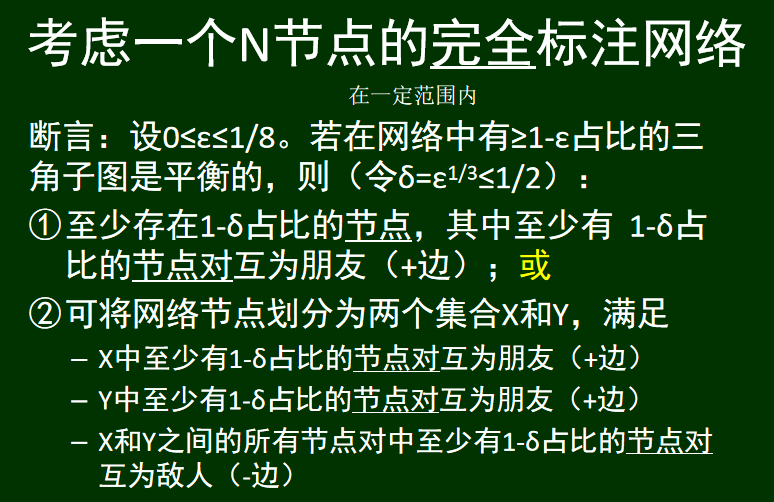 考虑一个N节点的完全标注网络
在一定范围内
断言：设0≤ε≤1/8。若在网络中有≥1-ε占比的三
角子图是平衡的，则（令δ=ε1/3≤1/2）：
①至少存在1-δ占比的节点，其中至少有 1-δ占
比的节点对互为朋友（+边）；或
②可将网络节点划分为两个集合X和Y，满足
– X中至少有1-δ占比的节点对互为朋友（+边）
– Y中至少有1-δ占比的节点对互为朋友（+边）
– X和Y之间的所有节点对中至少有1-δ占比的节点对
互为敌人（-边）